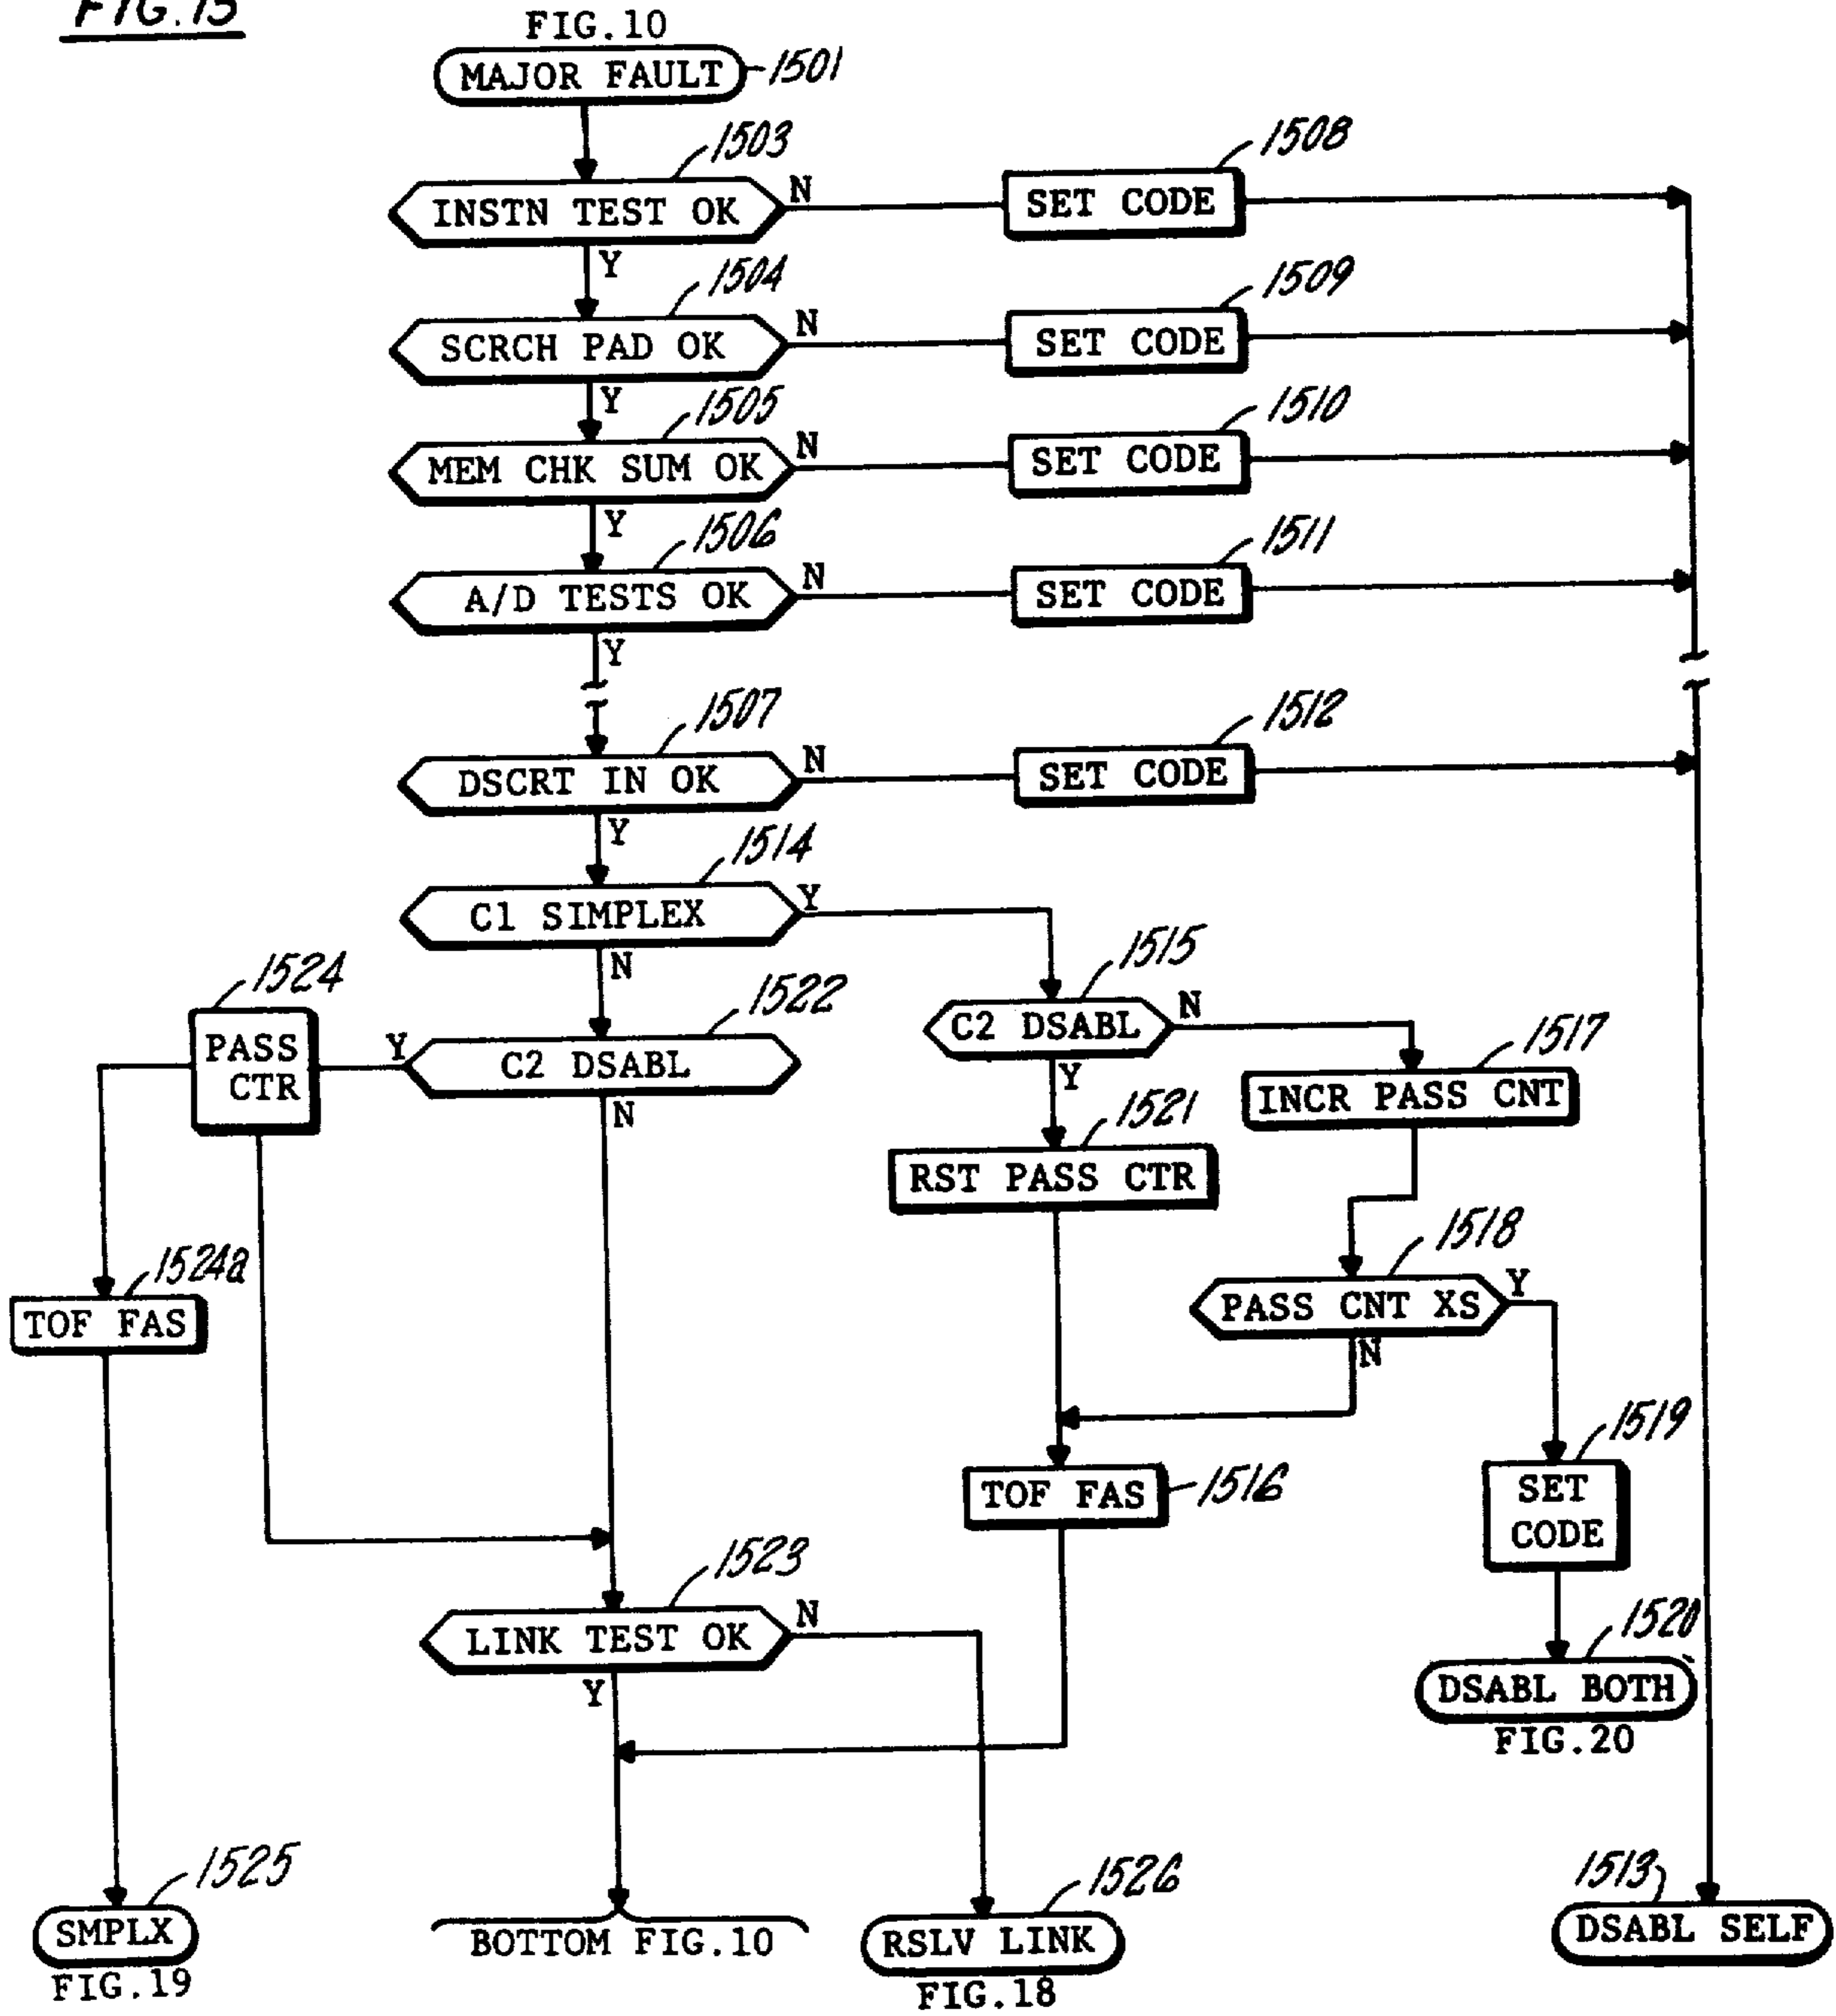 FIG.15
FIG.10
MAJOR FAULT
1501
1503
INSTN TEST OK
N
Y
1508
SET CODE
1504
SCRCH PAD OK
N
Y
1509
SET CODE
1505
MEM CHK SUM OK
N
Y
1510
SET CODE
1506
A/D TESTS OK
N
Y
1511
SET CODE
1507
DSCRT IN OK
N
Y
1512
SET CODE
1514
C1 SIMPLEX
Y
N
1524
PASS
CTR
Y
1522
C2 DSABL
N
1515
C2 DSABL
N
Y
1517
INCR PASS CNT
1521
RST PASS CTR
1524a
TOF FAS
1518
PASS CNT XS
Y
N
1516
TOF FAS
1519
SET
CODE
1523
LINK TEST OK
N
Y
1520
DSABL BOTH
FIG.20
1525
SMPLX
FIG.19
BOTTOM FIG.10
1526
RSLV LINK
FIG.18
1513
DSABL SELF